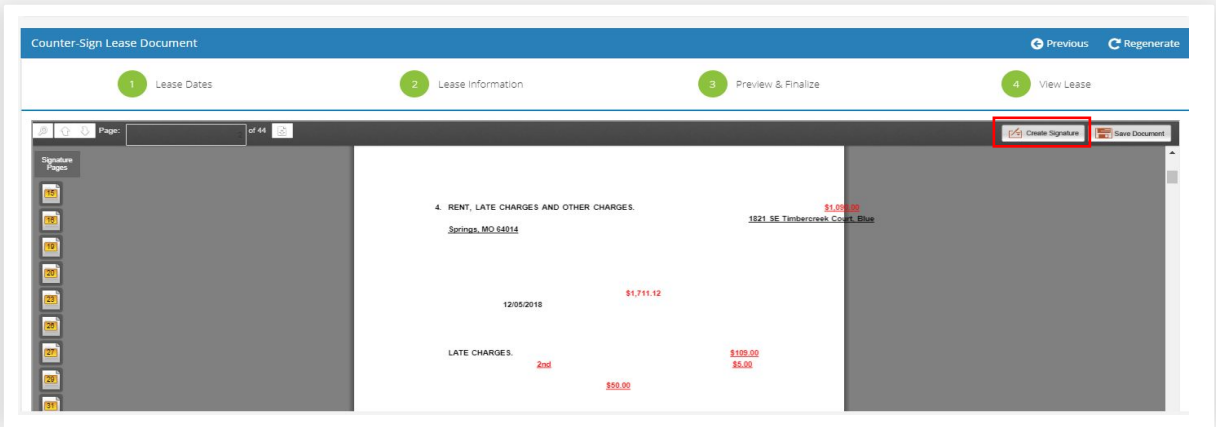 Counter-Sign Lease Document Previous Regenerate
1 Lease Dates 2 Lease Information 3 Preview & Finalize 4 View Lease
Page: of 44 Create Signature Save Document
Signature
Pages
15
4. RENT, LATE CHARGES AND OTHER CHARGES. $1,09 .00
1821 SE Timbercreek Court, Blue
Springs, MO 64014
19
20
$1,711.12
23
12/05/2018
27
LATE CHARGES. $109.00
2nd $5.00
29
$50.00
31